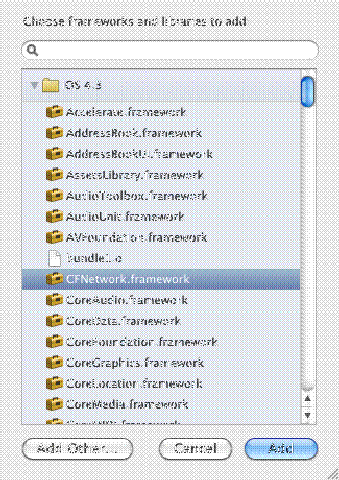 Choose frameworks and libraries to add:
OS 4.3
Accelerate.framework
AddressBook.framework
AddressBookUI.framework
AssetsLibrary.framework
AudioToolbox.framework
AudioUnit.framework
AVFoundation.framework
bundle1.o
CFNetwork.framework
CoreAudio.framework
CoreData.framework
CoreFoundation.framework
CoreGraphics.framework
CoreLocation.framework
CoreMedia.framework
Add Other...
Cancel
Add